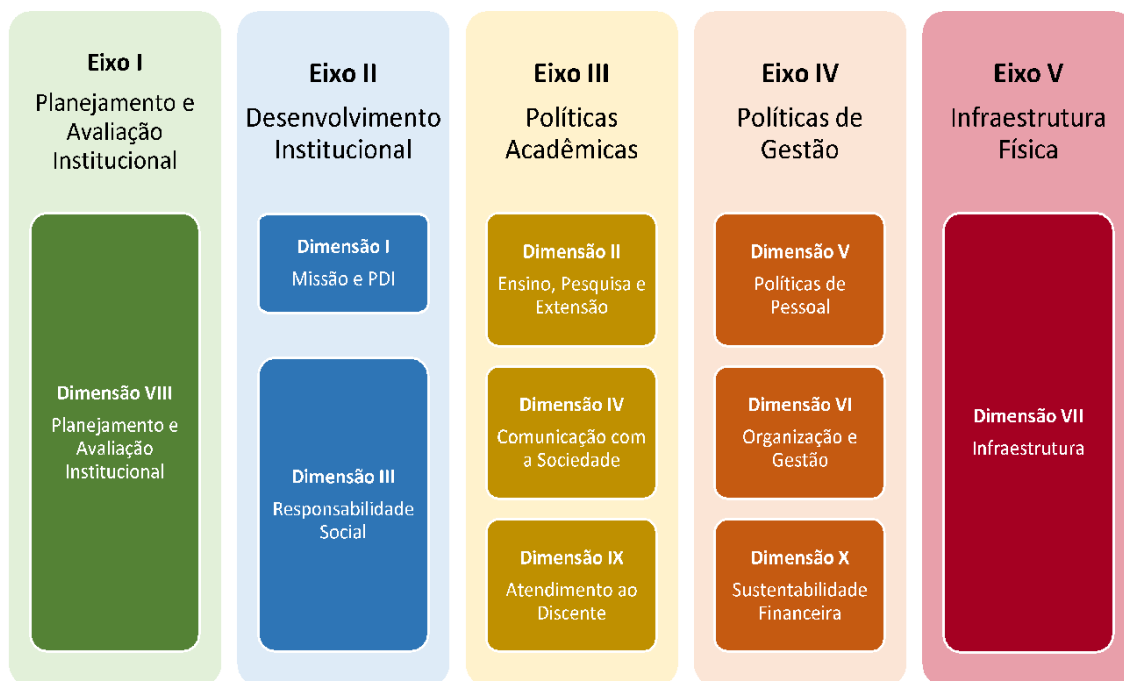 Eixo I
Planejamento e
Avaliação
Institucional
Dimensão VIII
Planejamento e
Avaliação
Institucional
Eixo II
Desenvolvimento
Institucional
Dimensão I
Missão e PDI
Dimensão III
Responsabilidade
Social
Eixo III
Políticas
Acadêmicas
Dimensão II
Ensino, Pesquisa e
Extensão
Dimensão IV
Comunicação com
a Sociedade
Dimensão IX
Atendimento ao
Discente
Eixo IV
Políticas de
Gestão
Dimensão V
Políticas de
Pessoal
Dimensão VI
Organização e
Gestão
Dimensão X
Sustentabilidade
Financeira
Eixo V
Infraestrutura
Física
Dimensão VII
Infraestrutura